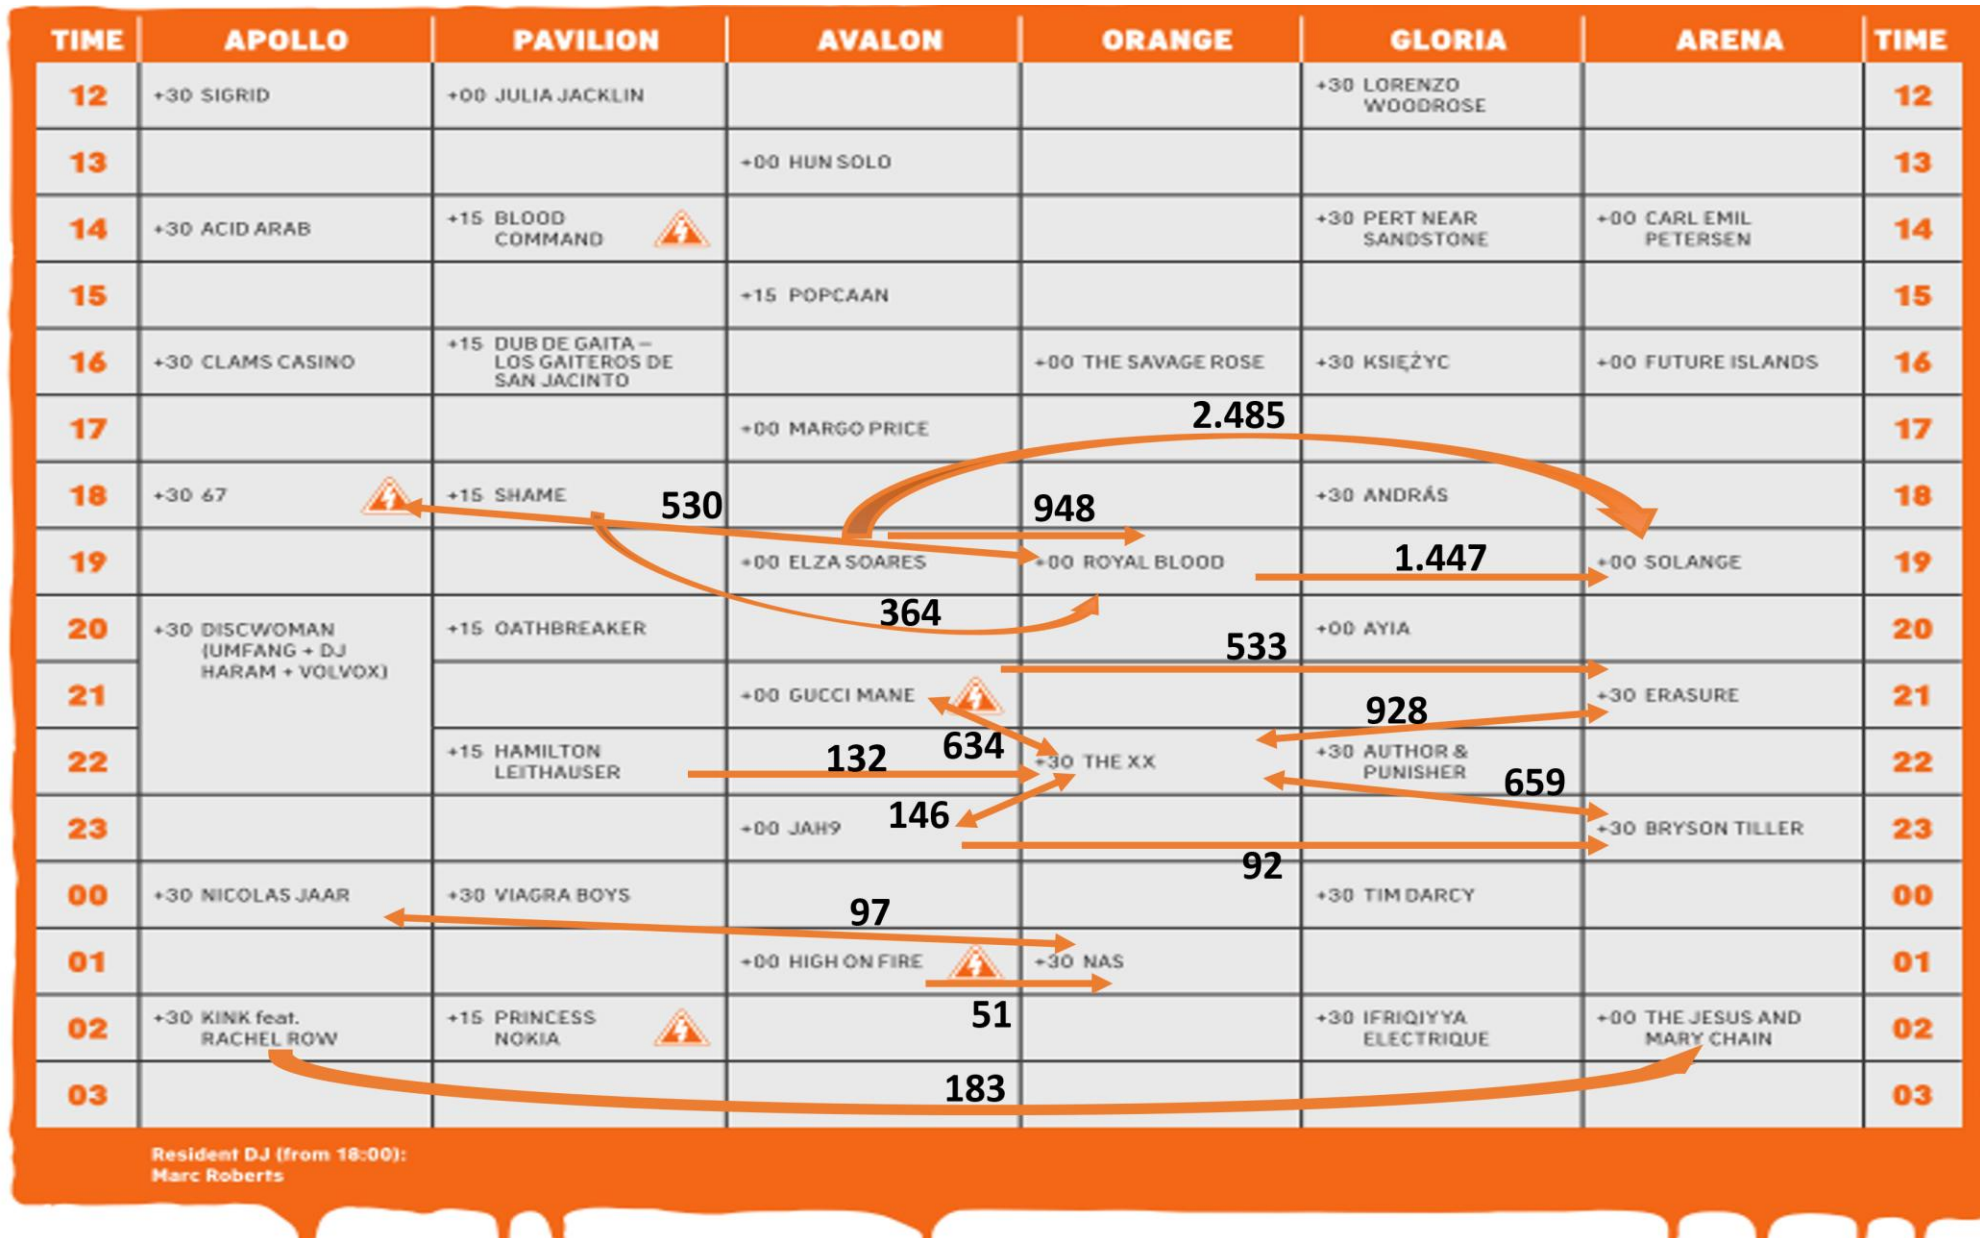 TIME APOLLO PAVILION AVALON ORANGE GLORIA ARENA TIME
12 +30 SIGRID +00 JULIA JACKLIN +30 LORENZO WOODROSE 12
13 +00 HUN SOLO 13
14 +30 ACID ARAB +15 BLOOD COMMAND +30 PERT NEAR SANDSTONE +00 CARL EMIL PETERSEN 14
15 +15 POPCAAN 15
16 +30 CLAMS CASINO +15 DUB DE GAITA – LOS GAITEROS DE SAN JACINTO +00 THE SAVAGE ROSE +30 KSIĘŻYC +00 FUTURE ISLANDS 16
17 +00 MARGO PRICE 2.485 17
18 +30 67 +15 SHAME 530 948 +30 ANDRÁS 18
19 +00 ELZA SOARES +00 ROYAL BLOOD 1.447 +00 SOLANGE 19
20 +30 DISCWOMAN (UMFANG + DJ HARAM + VOLVOX) +15 OATHBREAKER 364 533 +00 AYIA 20
21 +00 GUCCI MANE 928 +30 ERASURE 21
22 +15 HAMILTON LEITHAUSER 132 634 +30 THE XX +30 AUTHOR & PUNISHER 659 22
23 +00 JAH9 146 +30 BRYSON TILLER 23
92
00 +30 NICOLAS JAAR +30 VIAGRA BOYS 97 +30 TIM DARCY 00
01 +00 HIGH ON FIRE +30 NAS 01
02 +30 KINK feat. RACHEL ROW +15 PRINCESS NOKIA 51 +30 IFRIQIYYA ELECTRIQUE +00 THE JESUS AND MARY CHAIN 02
03 183 03
Resident DJ (from 18:00):
Marc Roberts